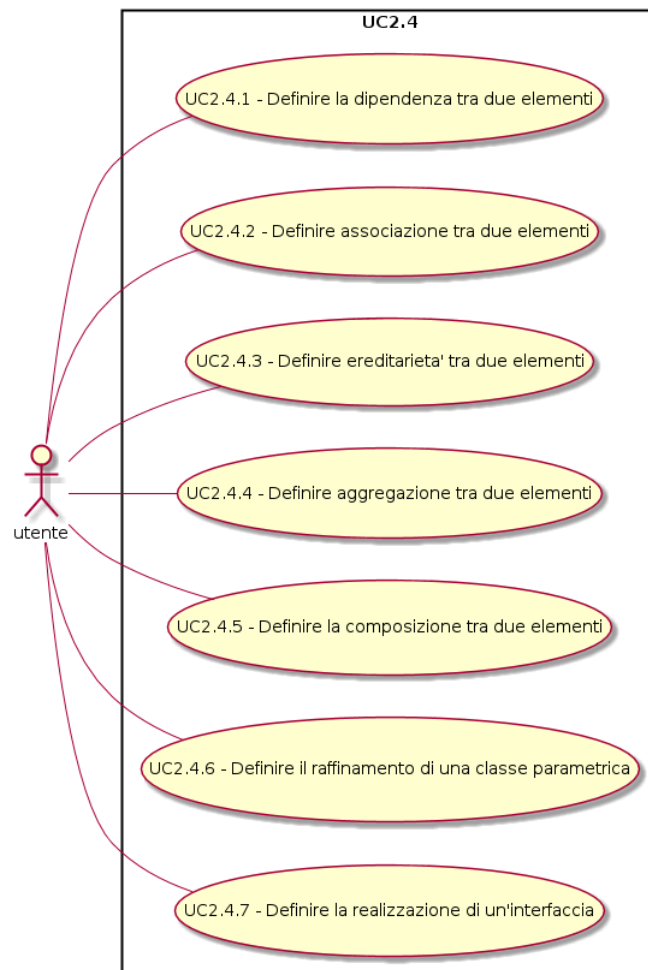 UC2.4
UC2.4.1 - Definire la dipendenza tra due elementi
UC2.4.2 - Definire associazione tra due elementi
UC2.4.3 - Definire ereditarieta' tra due elementi
UC2.4.4 - Definire aggregazione tra due elementi
utente
UC2.4.5 - Definire la composizione tra due elementi
UC2.4.6 - Definire il raffinamento di una classe parametrica
UC2.4.7 - Definire la realizzazione di un'interfaccia